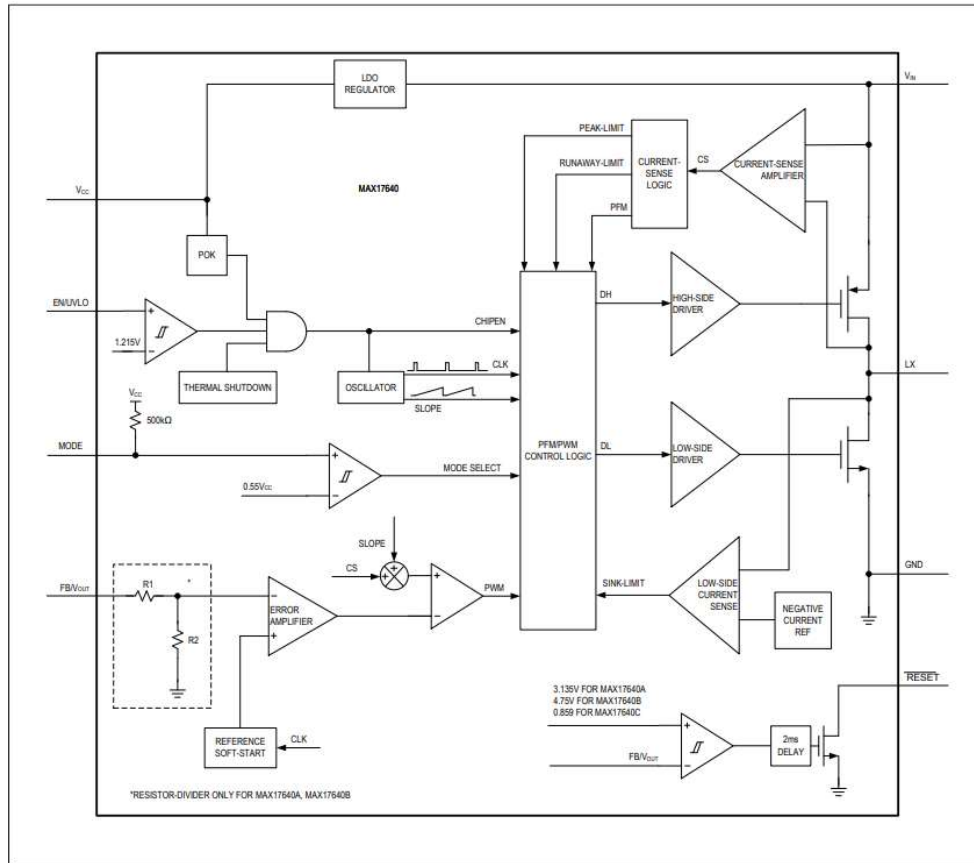 LDO
REGULATOR
VIN
PEAK-LIMIT
RUNAWAY-LIMIT
PFM
CURRENT-
SENSE
LOGIC
CS
CURRENT-SENSE
AMPLIFIER
MAX17640
VCC
POK
EN/UVLO
1.215V
THERMAL SHUTDOWN
CHIPEN
OSCILLATOR
CLK
SLOPE
DH
HIGH-SIDE
DRIVER
LX
VCC
500kΩ
MODE
0.55VCC
MODE SELECT
PFM/PWM
CONTROL LOGIC
DL
LOW-SIDE
DRIVER
GND
SLOPE
CS
PWM
FB/VOUT
R1
*
R2
ERROR
AMPLIFIER
SINK-LIMIT
LOW-SIDE
CURRENT
SENSE
NEGATIVE
CURRENT
REF
RESET
REFERENCE
SOFT-START
CLK
3.135V FOR MAX17640A
4.75V FOR MAX17640B
0.859 FOR MAX17640C
FB/VOUT
2ms
DELAY
*RESISTOR-DIVIDER ONLY FOR MAX17640A, MAX17640B